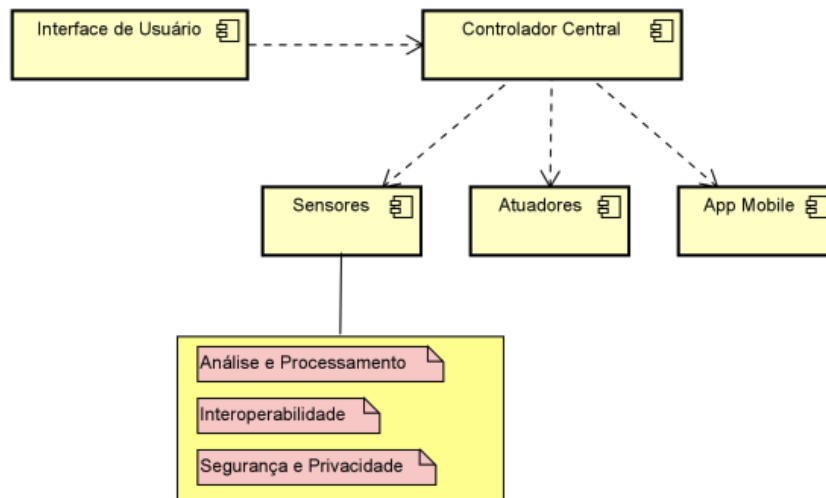 Interface de Usuário
Controlador Central
Sensores
Atuadores
App Mobile
Análise e Processamento
Interoperabilidade
Segurança e Privacidade